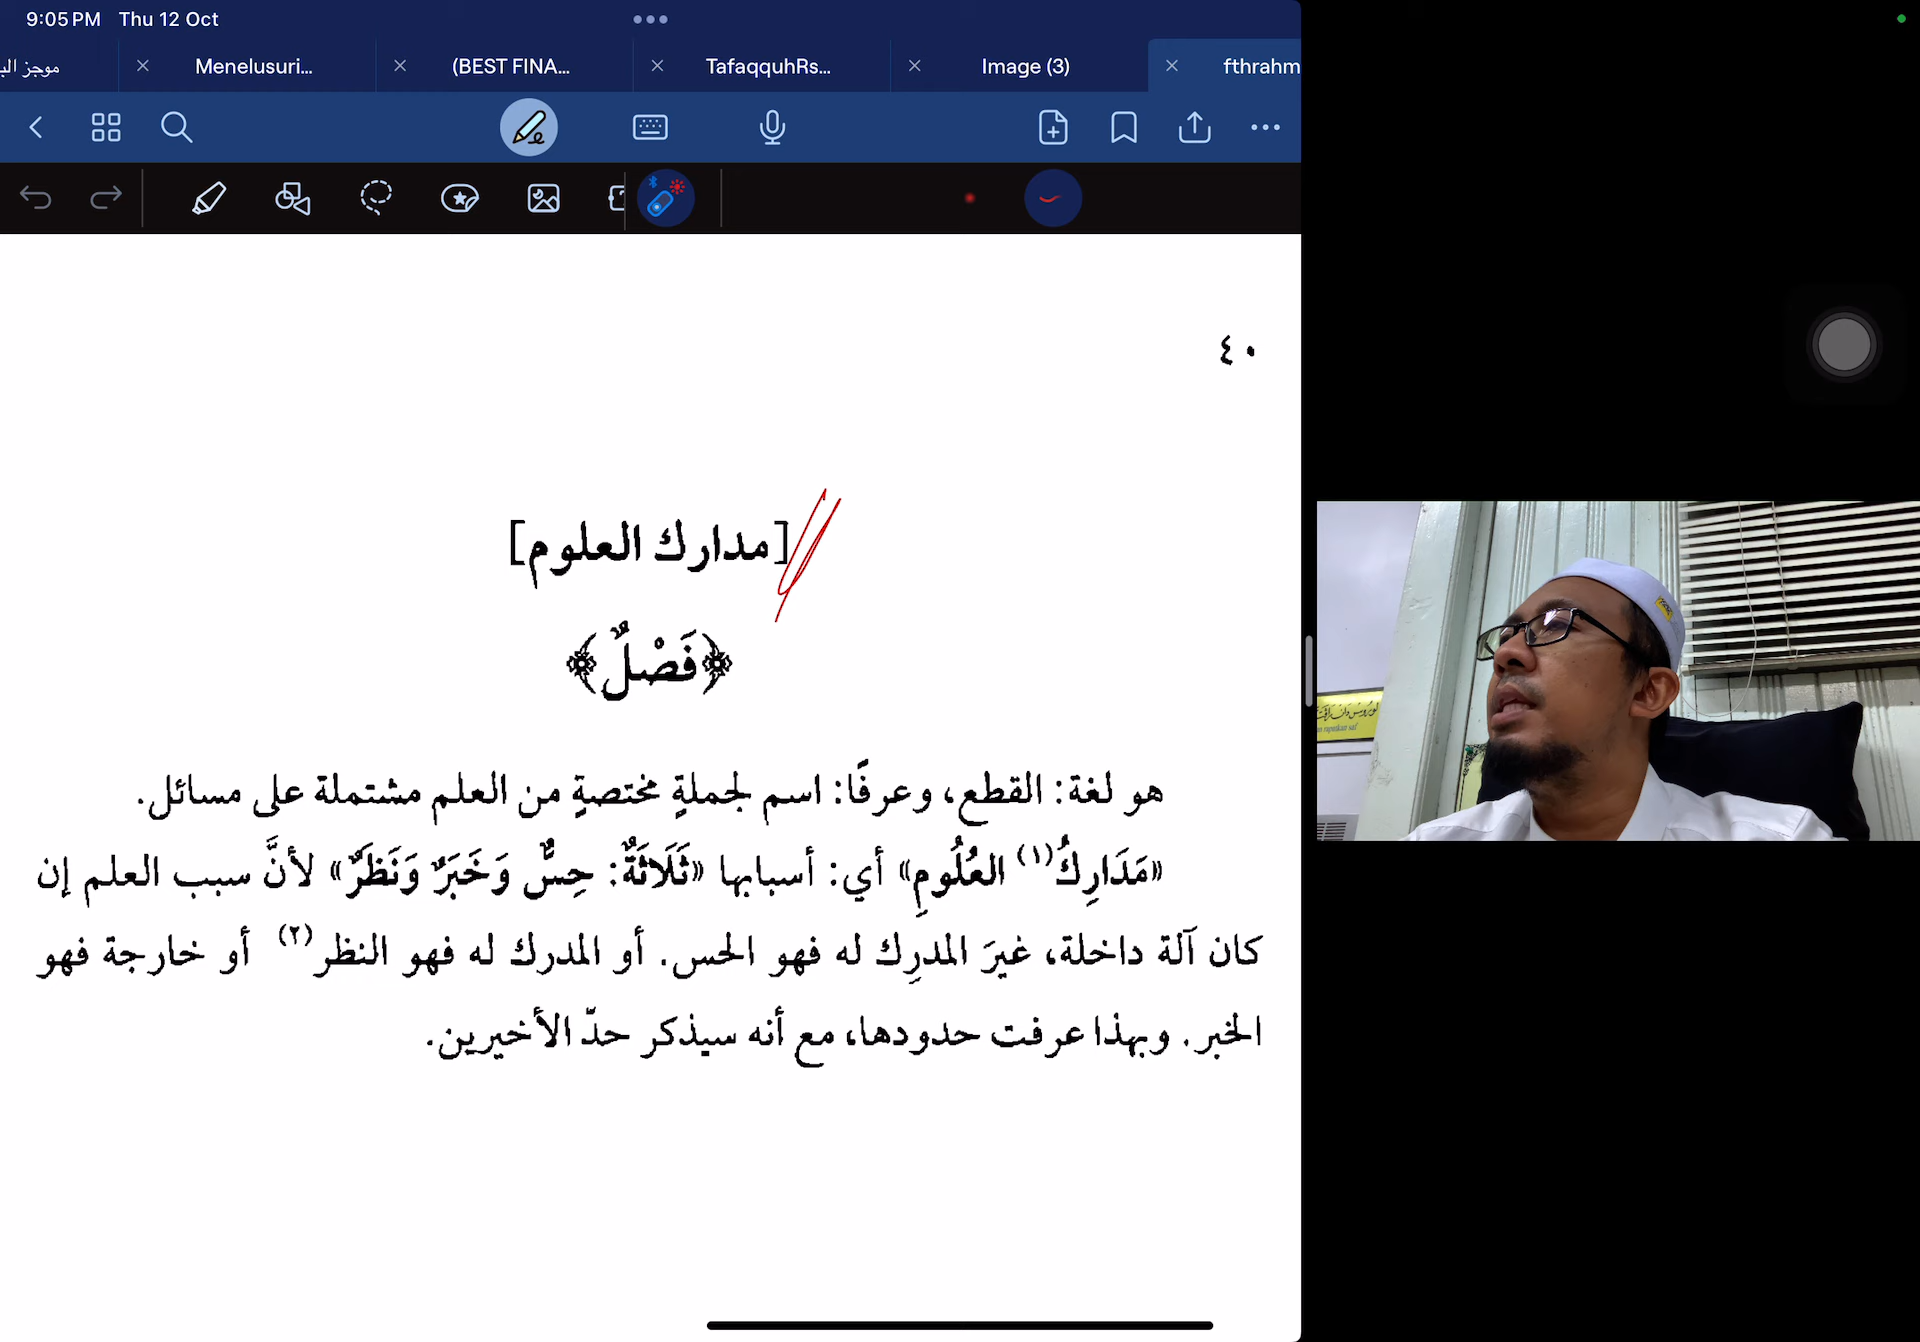 9:05 PM Thu 12 Oct
Menelusuri...
(BEST FINA...
TafaqquhRs...
Image (3)
fthrahm
٤٠
[مدارك العلوم]
﴿فَصْلٌ﴾
هو لغة: القطع، وعرفًا: اسم لجملةٍ مختصةٍ من العلم مشتملة على مسائل.
«مَدَارِكُ(١) العُلُومِ» أي: أسبابها «ثَلَاثَةٌ: حِسٌّ وَخَبَرٌ وَنَظَرٌ» لأنَّ سبب العلم إن
كان آلة داخلة، غيرَ المدرِك له فهو الحس. أو المدرك له فهو النظر(٢) أو خارجة فهو
الخبر. وبهذا عرفت حدودها، مع أنه سيذكر حدّ الأخيرين.